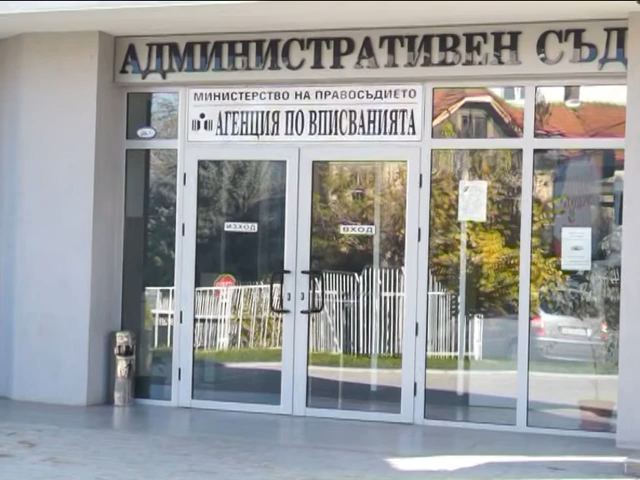 АДМИНИСТРАТИВЕН СЪД
МИНИСТЕРСТВО НА ПРАВОСЪДИЕТО
АГЕНЦИЯ ПО ВПИСВАНИЯТА
ИЗХОД
ВХОД